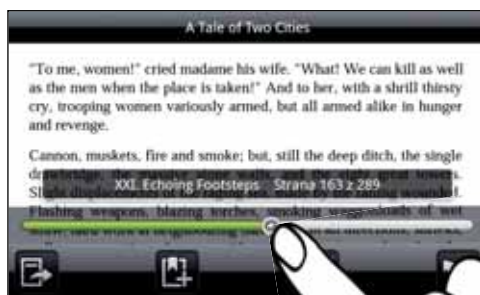 A Tale of Two Cities
"To me, women!" cried madame his wife. "What! We can kill as well
as the men when the place is taken!" And to her, with a shrill thirsty
cry, trooping women variously armed, but all armed alike in hunger
and revenge.
Cannon, muskets, fire and smoke; but, still the deep ditch, the single
XXI. Echoing Footsteps Strana 163 z 289
Flashing weapons, blazing torches, smoking of wet